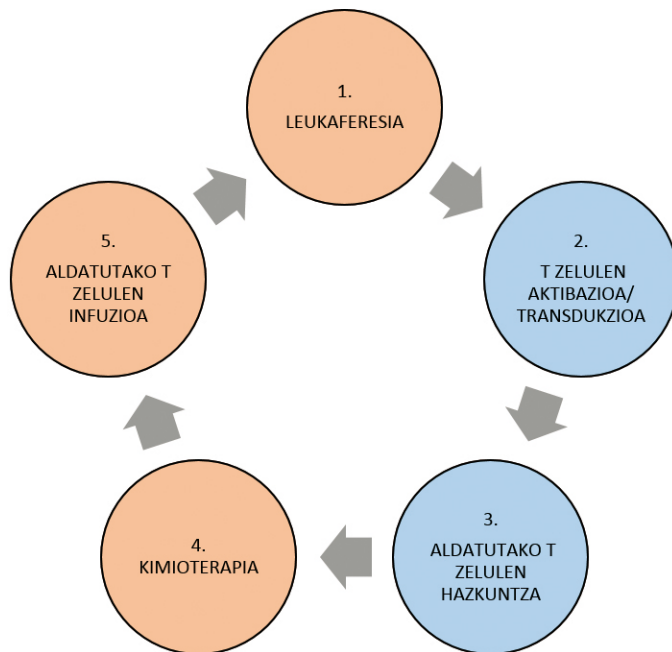 1.
LEUKAFERESIA
2.
T ZELULEN
AKTIBAZIOA/
TRANSDUKZIOA
3.
ALDATUTAKO T
ZELULEN
HAZKUNTZA
4.
KIMIOTERAPIA
5.
ALDATUTAKO T
ZELULEN
INFUZIOA